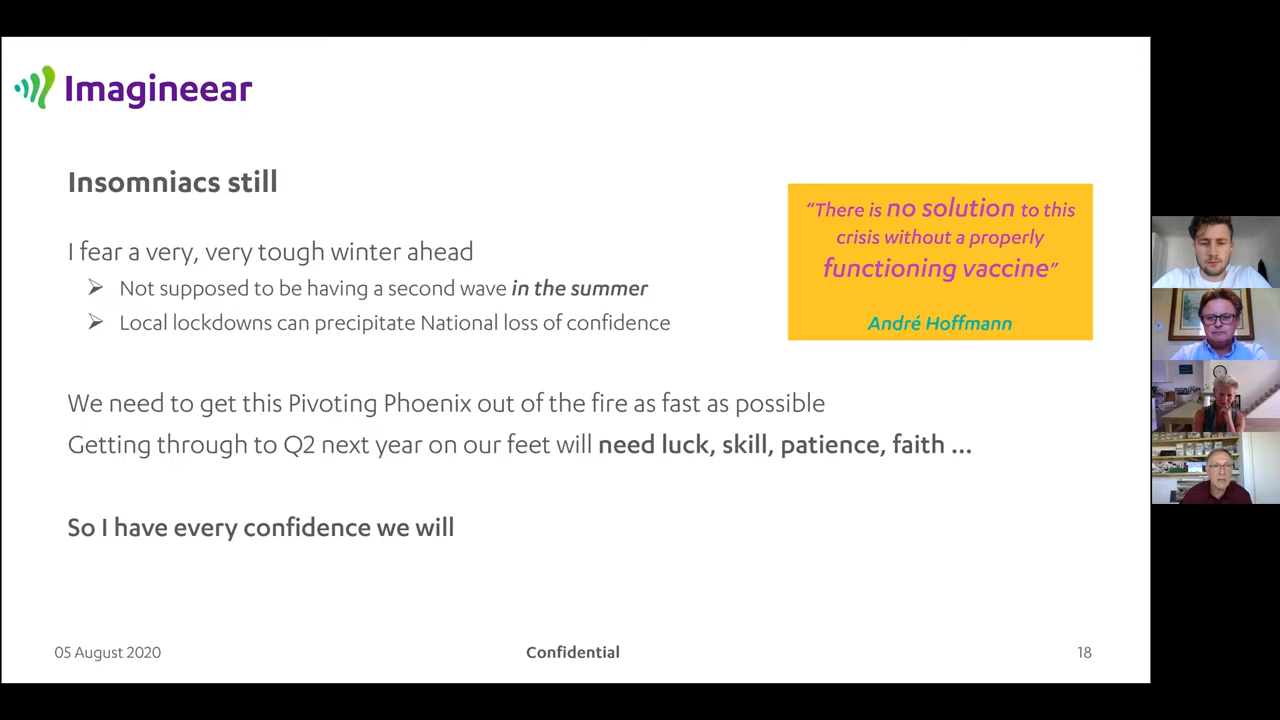 Imagineear
Insomniacs still
I fear a very, very tough winter ahead
Not supposed to be having a second wave in the summer
Local lockdowns can precipitate National loss of confidence
“There is no solution to this
crisis without a properly
functioning vaccine”
André Hoffmann
We need to get this Pivoting Phoenix out of the fire as fast as possible
Getting through to Q2 next year on our feet will need luck, skill, patience, faith ...
So I have every confidence we will
05 August 2020
Confidential
18